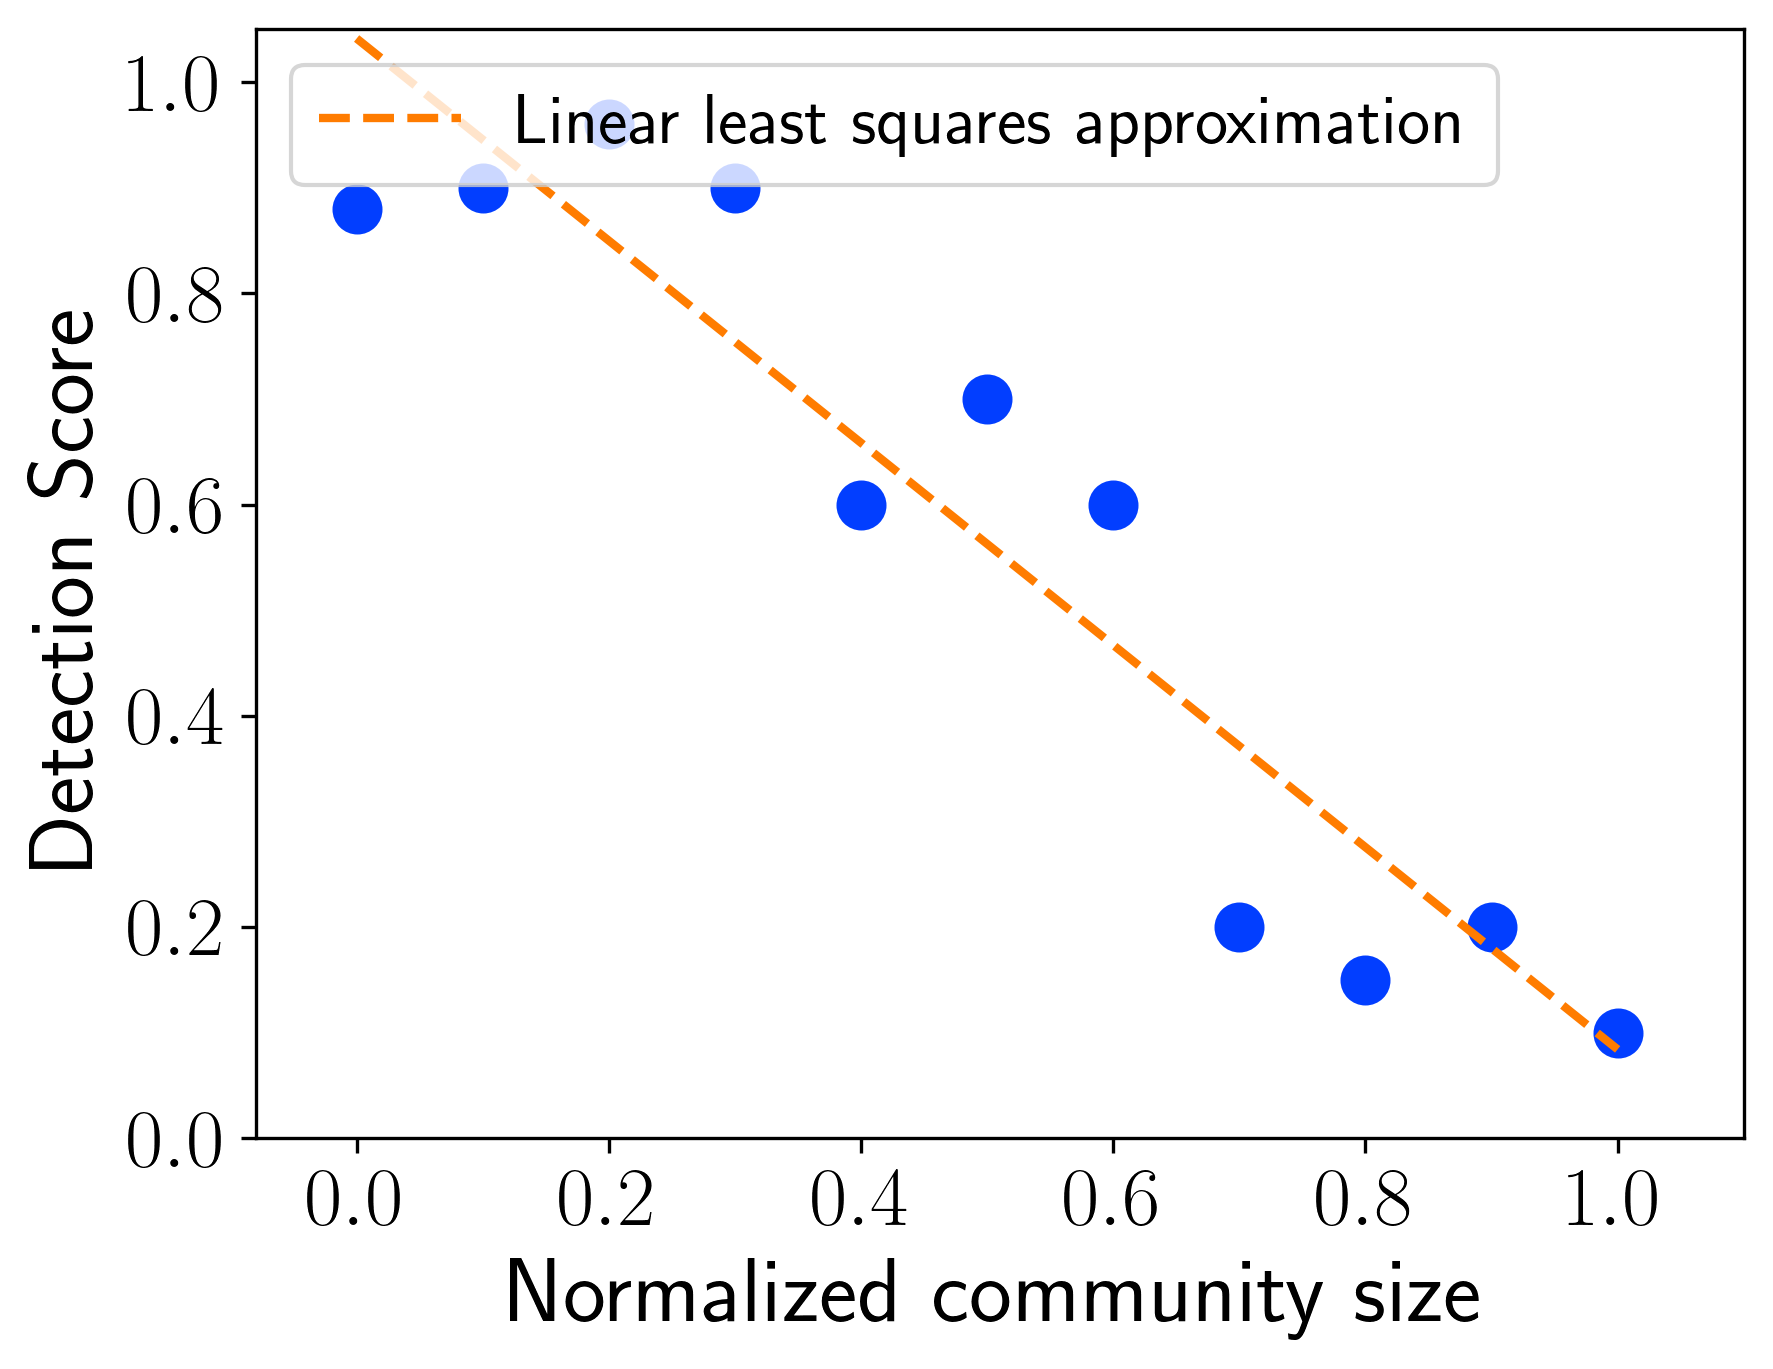 Linear least squares approximation
Detection Score
1.0
0.8
0.6
0.4
0.2
0.0
0.0 0.2 0.4 0.6 0.8 1.0
Normalized community size